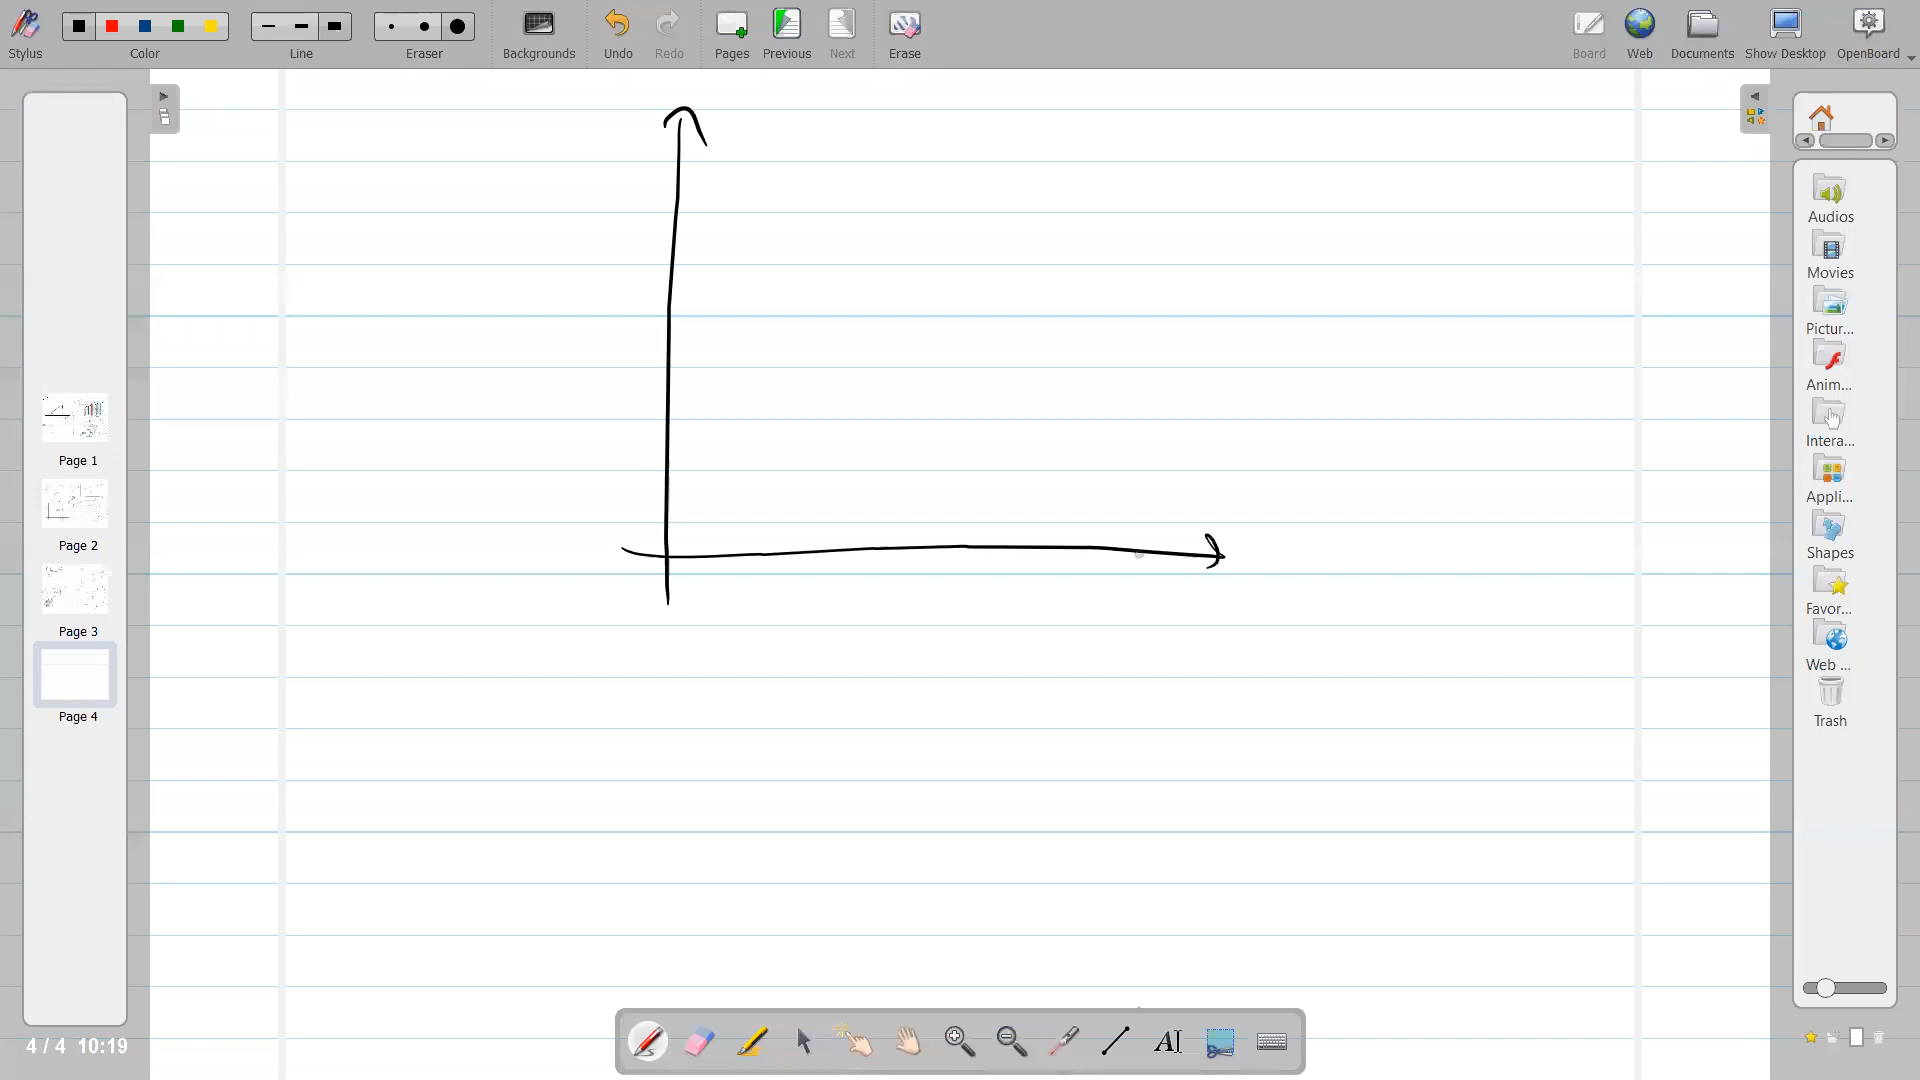 Stylus
Color
Line
Eraser
Backgrounds
Undo
Redo
Pages
Previous
Next
Erase
Board
Web
Documents
Show Desktop
OpenBoard
Page 1
Page 2
Page 3
Page 4
4 / 4 10:19
Audios
Movies
Pictur...
Anim...
Intera...
Appli...
Shapes
Favor...
Web ...
Trash
AI